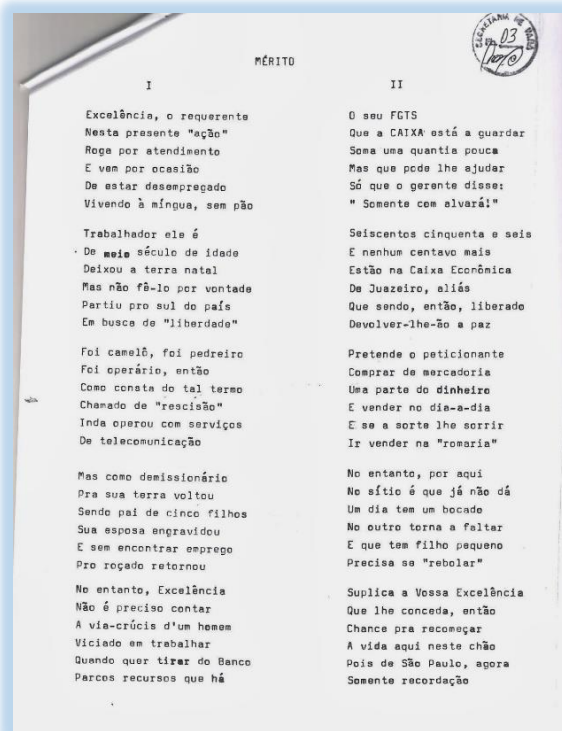 SECRETARIA DE VARA
03
MÉRITO
I
Excelência, o requerente
Nesta presente "ação"
Roga por atendimento
E vem por ocasião
De estar desempregado
Vivendo à míngua, sem pão
Trabalhador ele é
De meio século de idade
Deixou a terra natal
Mas não fê-lo por vontade
Partiu pro sul do país
Em busca de "liberdade"
Foi camelô, foi pedreiro
Foi operário, então
Como consta do tal termo
Chamado de "rescisão"
Inda operou com serviços
De telecomunicação
Mas como demissionário
Pra sua terra voltou
Sendo pai de cinco filhos
Sua esposa engravidou
E sem encontrar emprego
Pro roçado retornou
No entanto, Excelência
Não é preciso contar
A via-crúcis d'um homem
Viciado em trabalhar
Quando quer tirar do Banco
Parcos recursos que há
II
O seu FGTS
Que a CAIXA está a guardar
Soma uma quantia pouca
Mas que pode lhe ajudar
Só que o gerente disse:
" Somente com alvará!"
Seiscentos cinquenta e seis
E nenhum centavo mais
Estão na Caixa Econômica
De Juazeiro, aliás
Que sendo, então, liberado
Devolver-lhe-ão a paz
Pretende o peticionante
Comprar de mercadoria
Uma parte do dinheiro
E vender no dia-a-dia
E se a sorte lhe sorrir
Ir vender na "romaria"
No entanto, por aqui
No sítio é que já não dá
Um dia tem um bocado
No outro torna a faltar
E que tem filho pequeno
Precisa se "rebolar"
Suplica a Vossa Excelência
Que lhe conceda, então
Chance pra recomeçar
A vida aqui neste chão
Pois de São Paulo, agora
Somente recordação